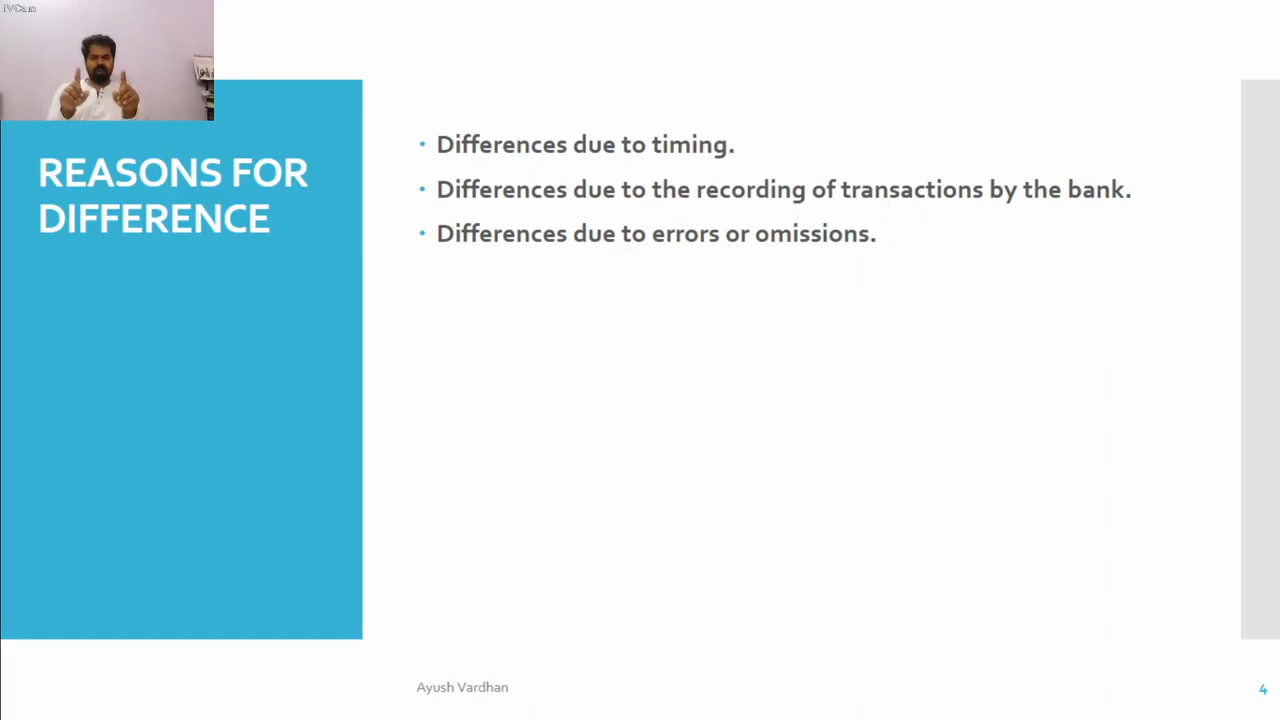 iVCam
REASONS FOR
DIFFERENCE
• Differences due to timing.
• Differences due to the recording of transactions by the bank.
• Differences due to errors or omissions.
Ayush Vardhan
4